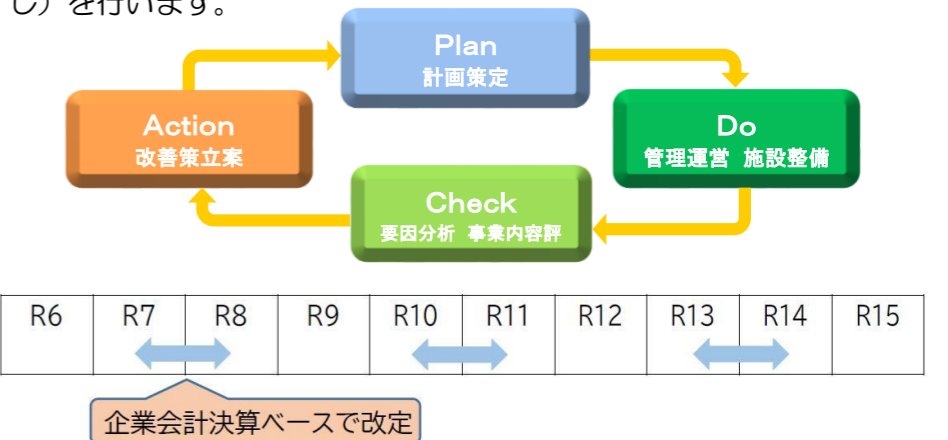 し）を行います。
Plan
計画策定
Action
改善策立案
Do
管理運営 施設整備
Check
要因分析 事業内容評
R6 R7 R8 R9 R10 R11 R12 R13 R14 R15
企業会計決算ベースで改定